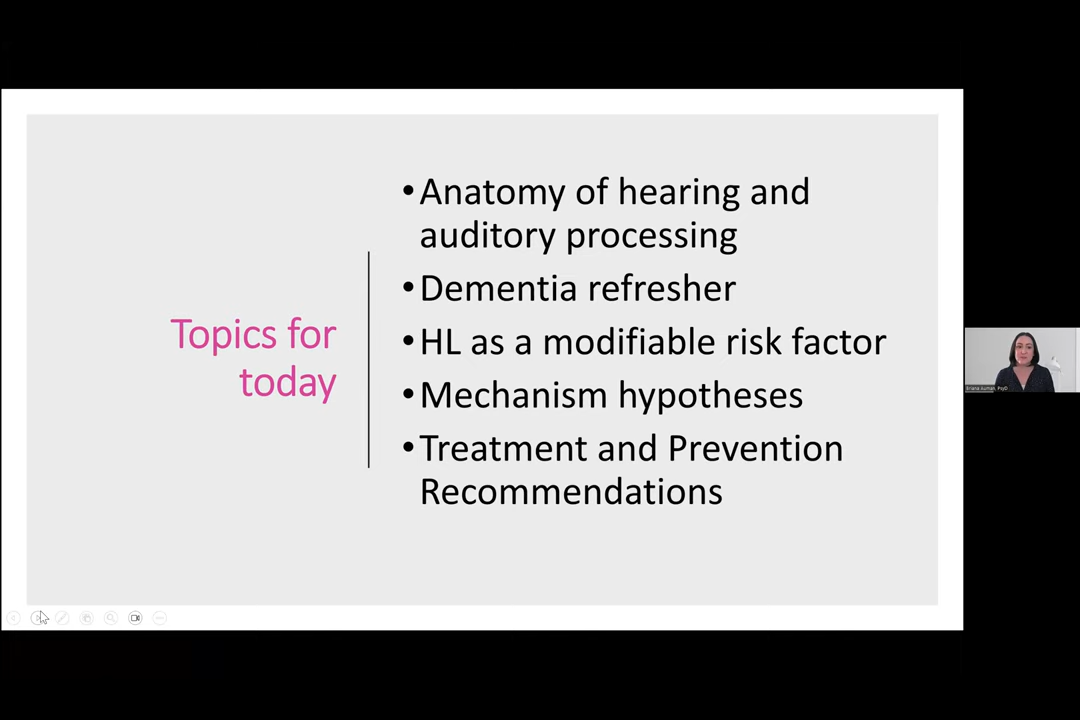 Topics for
today
•Anatomy of hearing and
auditory processing
•Dementia refresher
•HL as a modifiable risk factor
•Mechanism hypotheses
•Treatment and Prevention
Recommendations